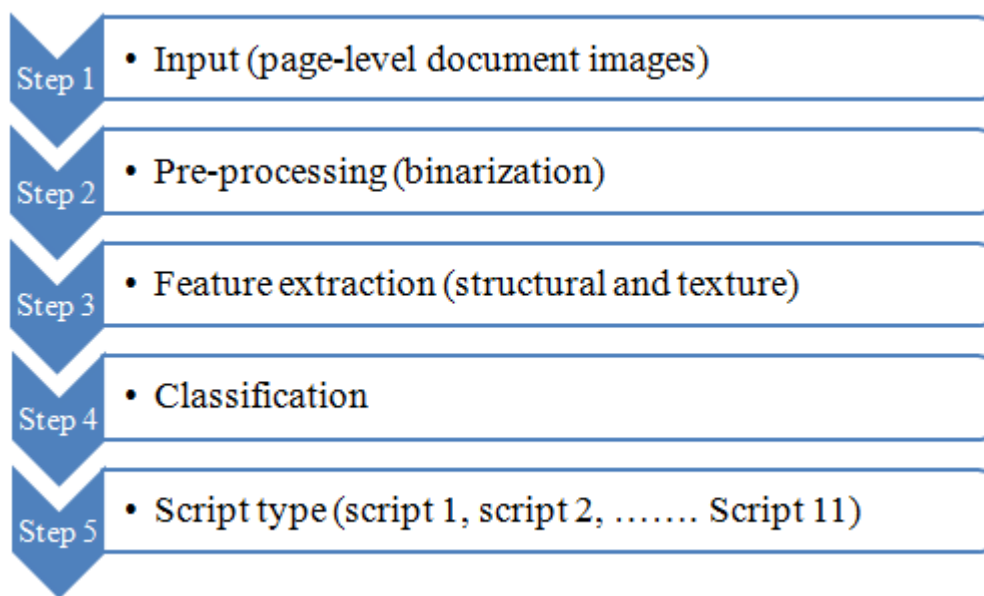 Step 1
• Input (page-level document images)
Step 2
• Pre-processing (binarization)
Step 3
• Feature extraction (structural and texture)
Step 4
• Classification
Step 5
• Script type (script 1, script 2, ....... Script 11)